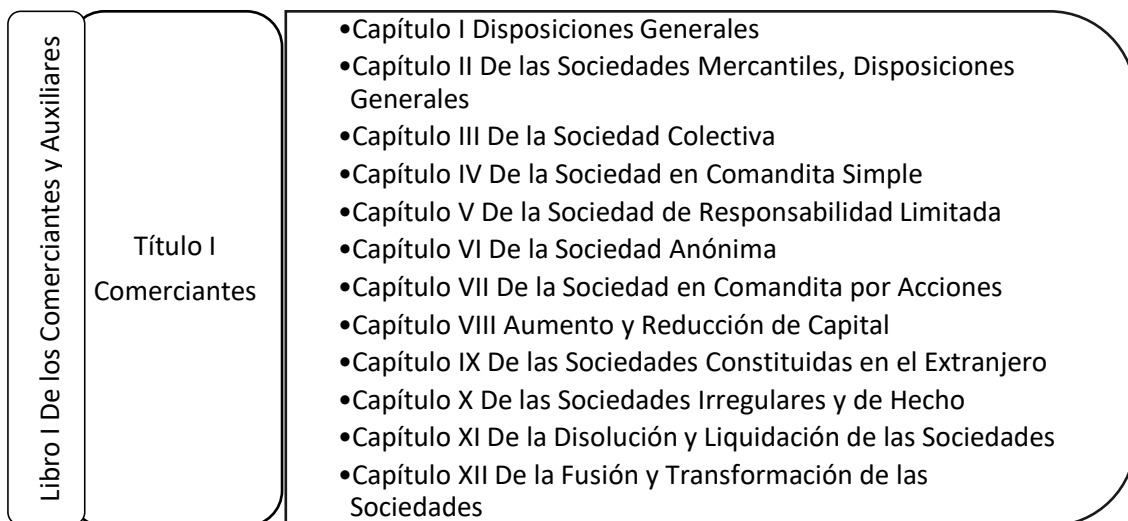 Libro I De los Comerciantes y Auxiliares
Título I
Comerciantes
•Capítulo I Disposiciones Generales
•Capítulo II De las Sociedades Mercantiles, Disposiciones
Generales
•Capítulo III De la Sociedad Colectiva
•Capítulo IV De la Sociedad en Comandita Simple
•Capítulo V De la Sociedad de Responsabilidad Limitada
•Capítulo VI De la Sociedad Anónima
•Capítulo VII De la Sociedad en Comandita por Acciones
•Capítulo VIII Aumento y Reducción de Capital
•Capítulo IX De las Sociedades Constituidas en el Extranjero
•Capítulo X De las Sociedades Irregulares y de Hecho
•Capítulo XI De la Disolución y Liquidación de las Sociedades
•Capítulo XII De la Fusión y Transformación de las
Sociedades